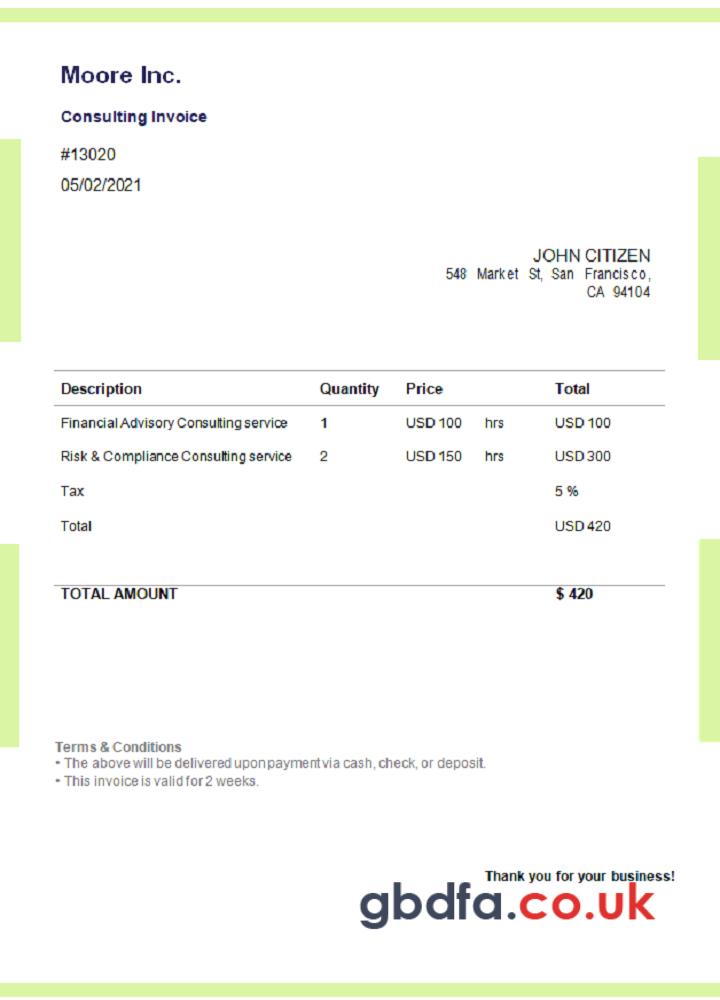 Moore Inc.
Consulting Invoice
#13020
05/02/2021
JOHN CITIZEN
548 Market St, San Francisco,
CA 94104
Description Quantity Price Total
Financial Advisory Consulting service 1 USD 100 hrs USD 100
Risk & Compliance Consulting service 2 USD 150 hrs USD 300
Tax 5 %
Total USD 420
TOTAL AMOUNT $ 420
Terms & Conditions
• The above will be delivered upon payment via cash, check, or deposit.
• This invoice is valid for 2 weeks.
Thank you for your business!
gbdfa.co.uk